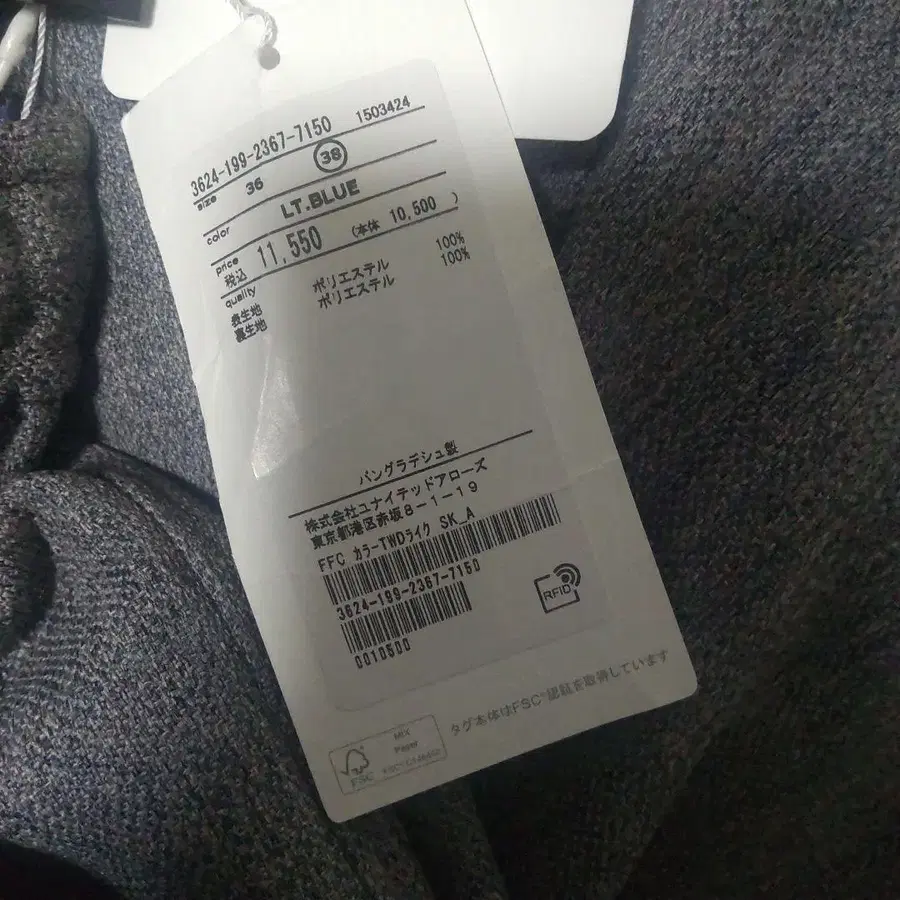 3624-199-2367-7150 1503424
size 36 38
color LT.BLUE
price 税込 11,550 (本体 10,500 )
quality
表生地 ポリエステル 100%
裏生地 ポリエステル 100%
バングラデシュ製
株式会社ユナイテッドアローズ
東京都港区赤坂8-1-19
FFC カラーTWDライク SK_A
3624-199-2367-7150
0010500
RFID
タグ本体はFSC®認証を取得しています
FSC
MIX
Paper